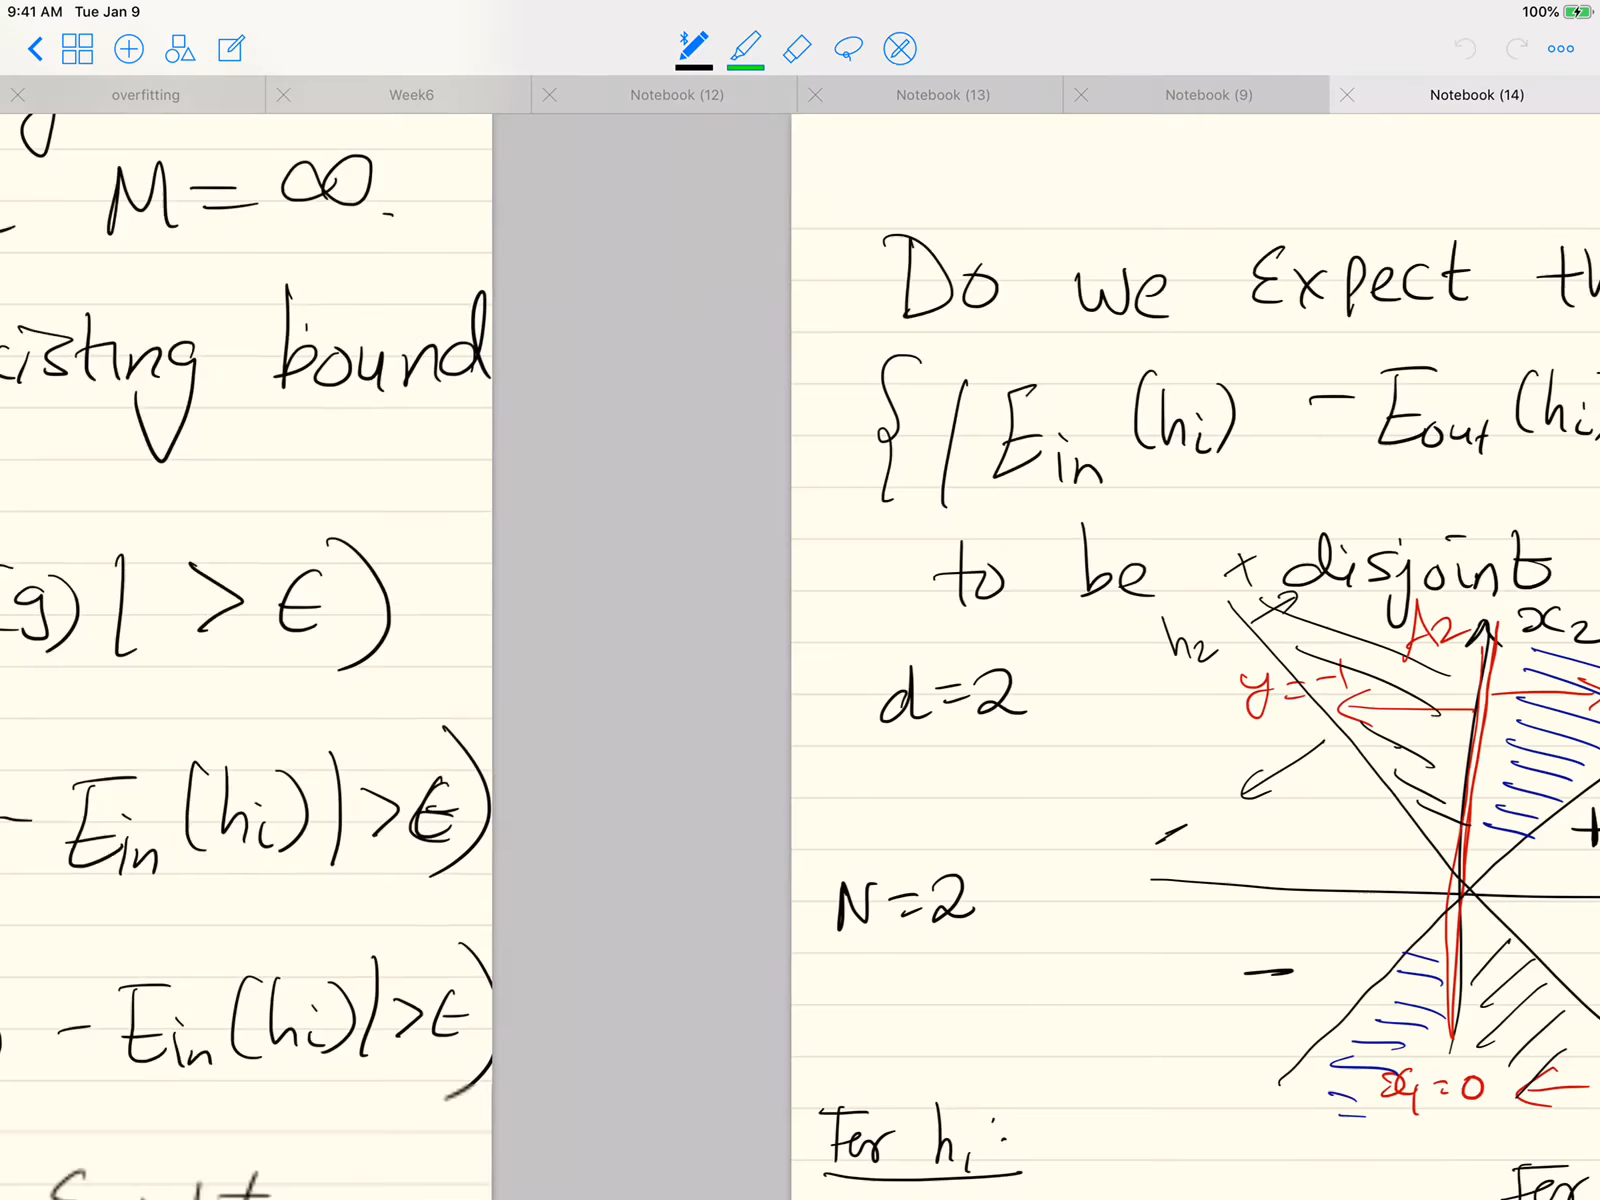 9:41 AM Tue Jan 9
100%
overfitting
Week6
Notebook (12)
Notebook (13)
Notebook (9)
Notebook (14)
M = ∞.
bound
g) | > ϵ)
- Ein (hi) | > ϵ)
- Ein (hi) | > ϵ)
Do we Expect
{ | Ein (hi) - Eout (hi
to be disjoint
h2
A2
x2
y = -1
d = 2
+
N = 2
-
-
x1 = 0
For h1:
For